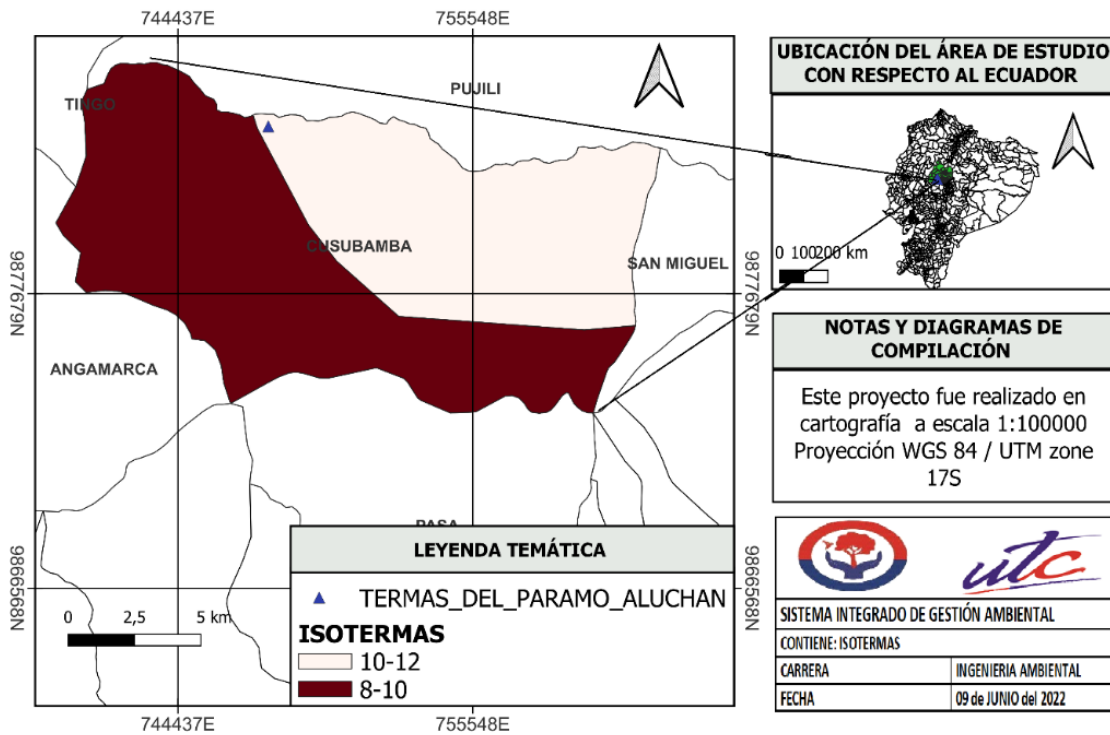 744437E
755548E
PUJILI
TINGO
CUSUBAMBA
SAN MIGUEL
ANGAMARCA
PASA
9877679N
9877679N
9866568N
9866568N
0 2,5 5 km
LEYENDA TEMÁTICA
TERMAS_DEL_PARAMO_ALUCHAN
ISOTERMAS
10-12
8-10
744437E
755548E
UBICACIÓN DEL ÁREA DE ESTUDIO
CON RESPECTO AL ECUADOR
0 100200 km
NOTAS Y DIAGRAMAS DE
COMPILACIÓN
Este proyecto fue realizado en
cartografía a escala 1:100000
Proyección WGS 84 / UTM zone
17S
utc
SISTEMA INTEGRADO DE GESTIÓN AMBIENTAL
CONTIENE: ISOTERMAS
CARRERA INGENIERIA AMBIENTAL
FECHA 09 de JUNIO del 2022